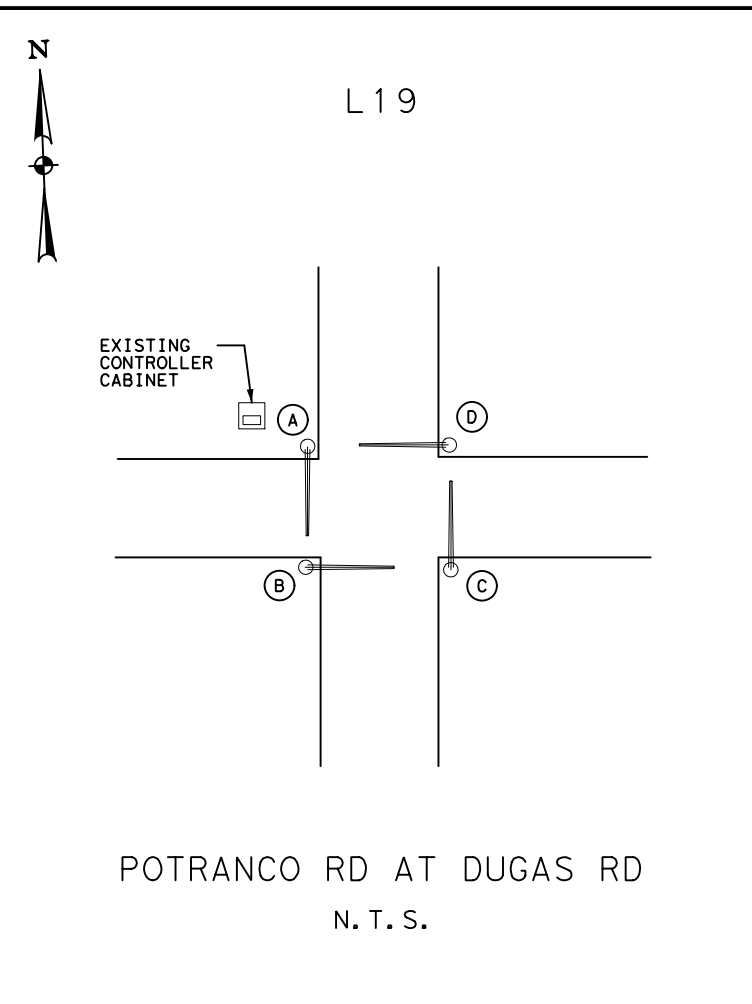 N
L19
EXISTING
CONTROLLER
CABINET
A
D
B
C
POTRANCO RD AT DUGAS RD
N.T.S.